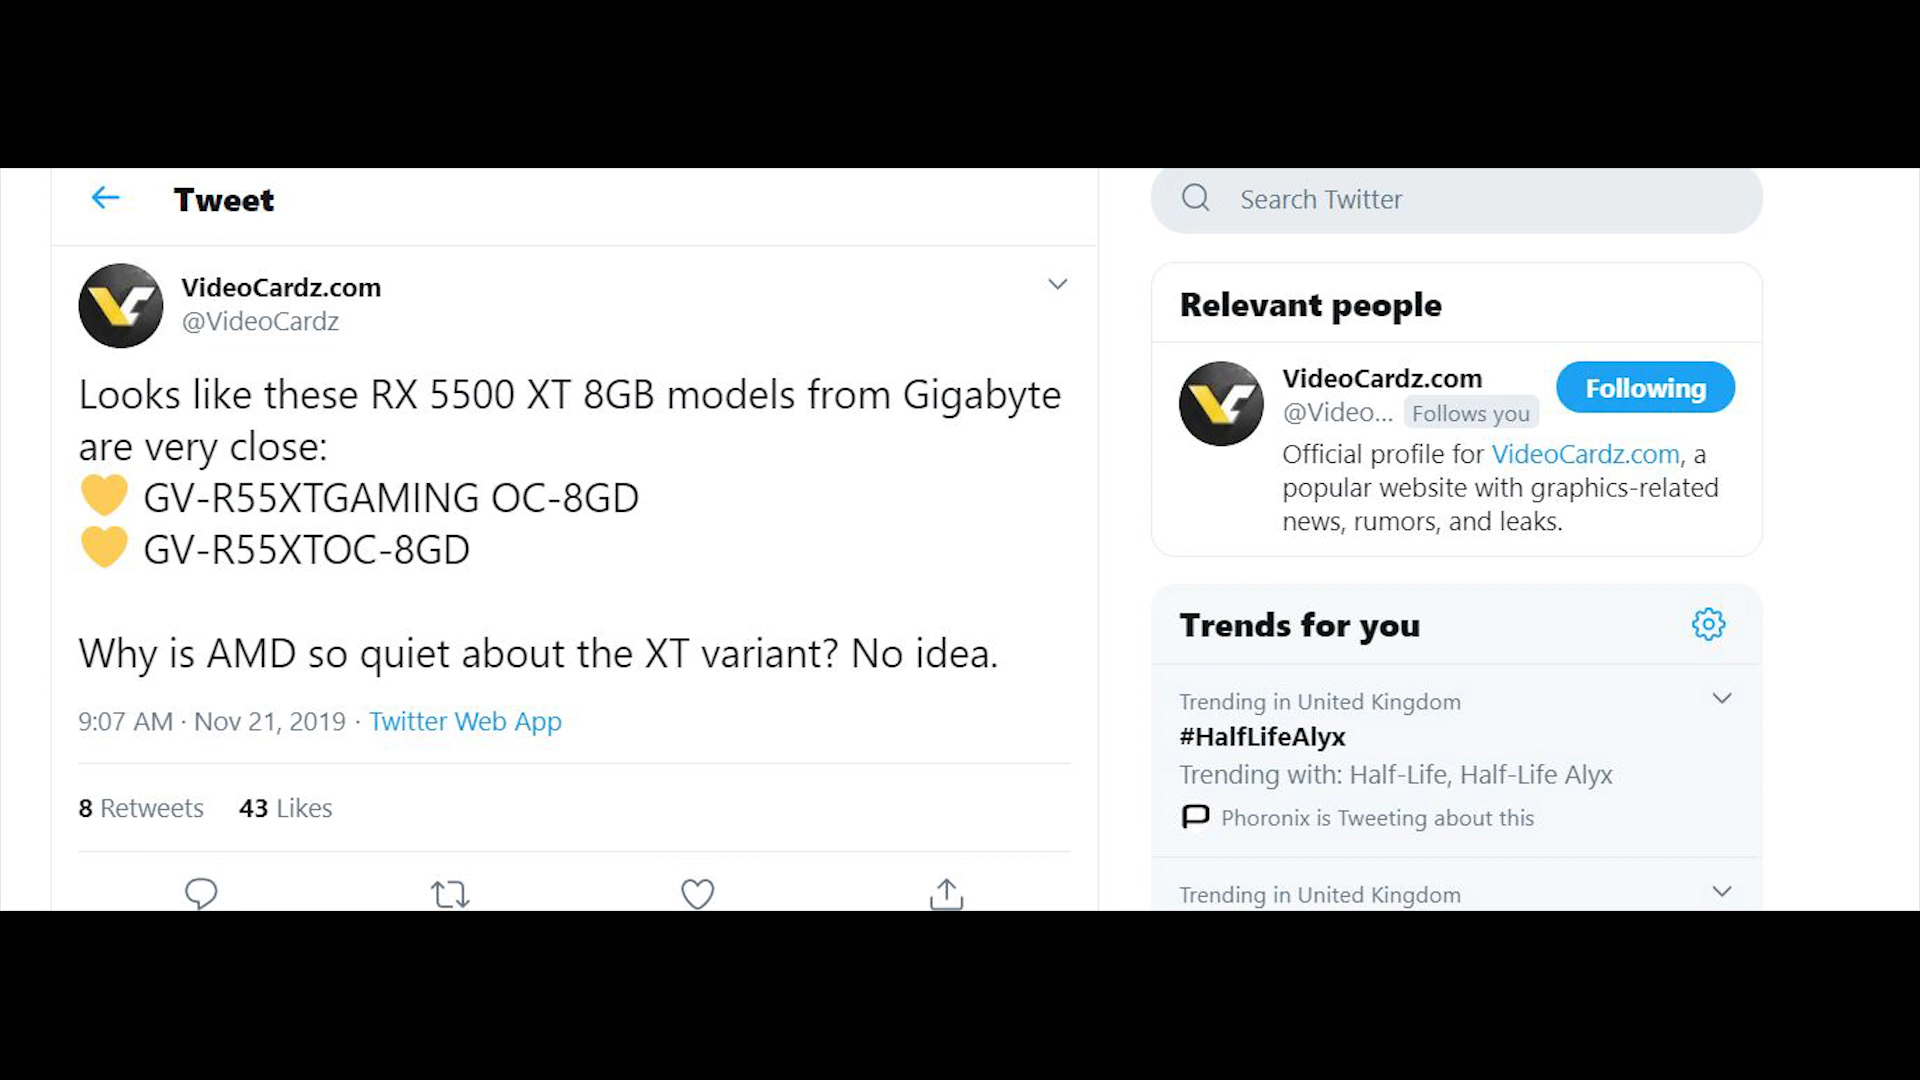 Tweet
VideoCardz.com
@VideoCardz
Looks like these RX 5500 XT 8GB models from Gigabyte
are very close:
💛 GV-R55XTGAMING OC-8GD
💛 GV-R55XTOC-8GD
Why is AMD so quiet about the XT variant? No idea.
9:07 AM · Nov 21, 2019 · Twitter Web App
8 Retweets 43 Likes
Search Twitter
Relevant people
VideoCardz.com
@Video... Follows you
Following
Official profile for VideoCardz.com, a
popular website with graphics-related
news, rumors, and leaks.
Trends for you
Trending in United Kingdom
#HalfLifeAlyx
Trending with: Half-Life, Half-Life Alyx
Phoronix is Tweeting about this
Trending in United Kingdom